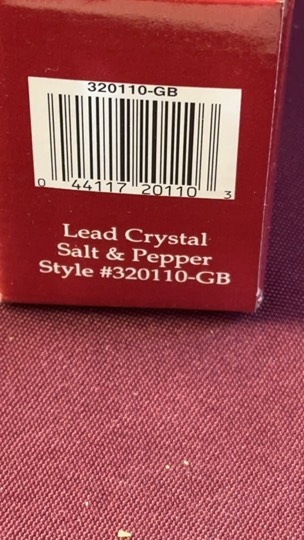 320110-GB
0 44117 20110 3
Lead Crystal
Salt & Pepper
Style #320110-GB